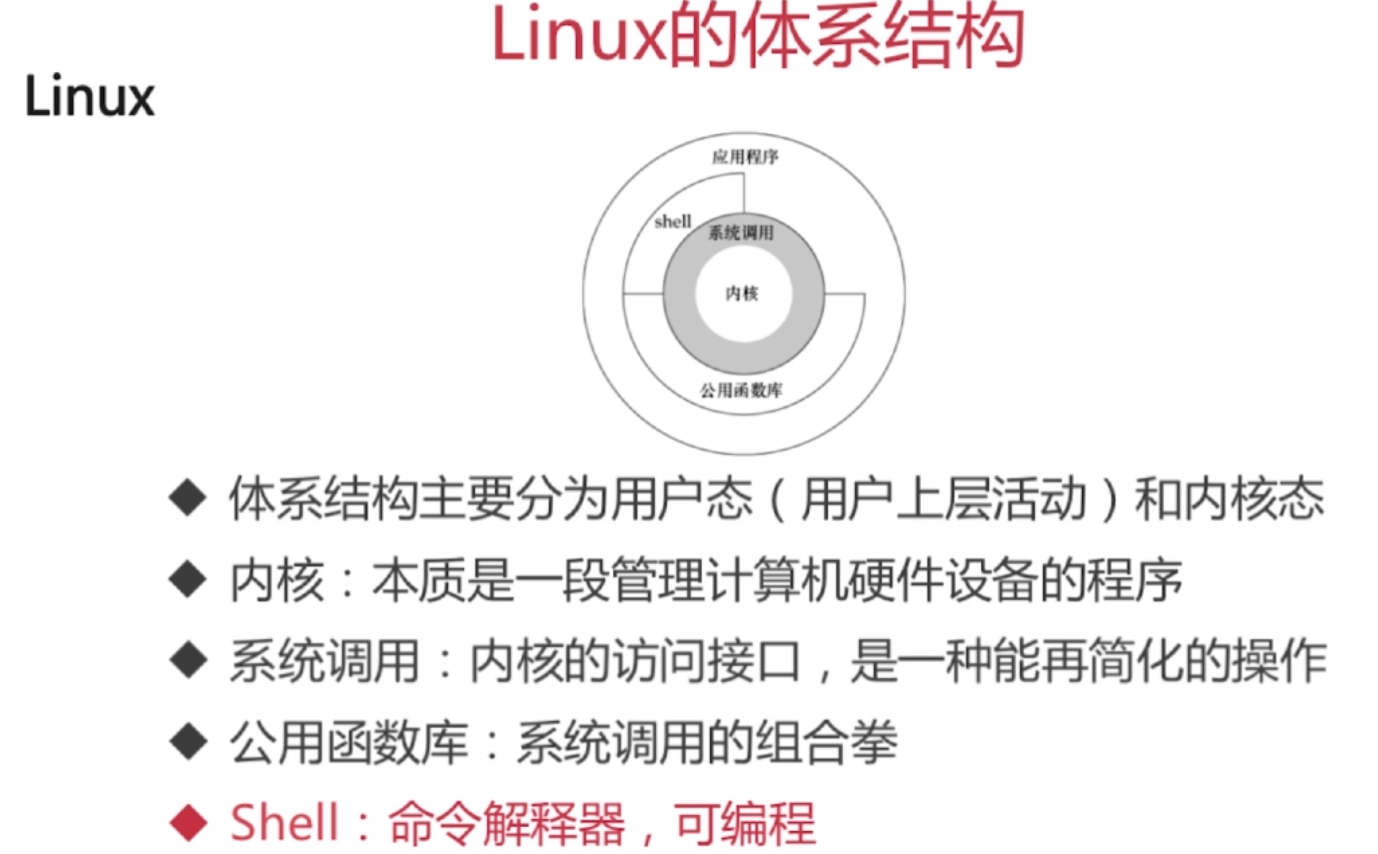 Linux的体系结构
Linux
应用程序
shell
系统调用
内核
公用函数库
◆ 体系结构主要分为用户态（用户上层活动）和内核态
◆ 内核：本质是一段管理计算机硬件设备的程序
◆ 系统调用：内核的访问接口，是一种能再简化的操作
◆ 公用函数库：系统调用的组合拳
◆ Shell：命令解释器，可编程